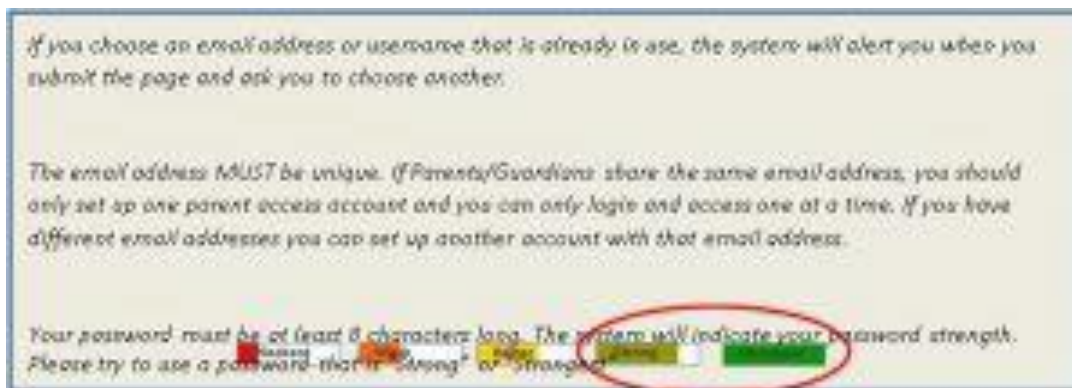 If you choose an email address or username that is already in use, the system will alert you when you
submit the page and ask you to choose another.
The email address MUST be unique. If Parents/Guardians share the same email address, you should
only set up one parent access account and you can only login and access one at a time. If you have
different email addresses you can set up another account with that email address.
Your password must be at least 8 characters long. The system will indicate your password strength.
Please try to use a password that is "Strong" or "Strongest"